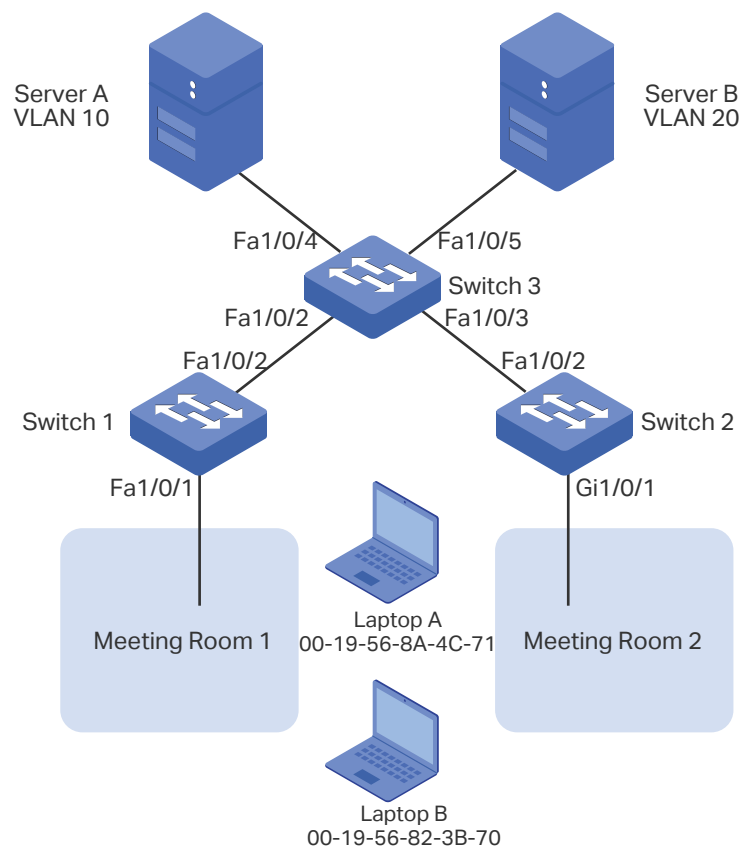 Server A
VLAN 10
Server B
VLAN 20
Fa1/0/4
Fa1/0/5
Switch 3
Fa1/0/2
Fa1/0/3
Fa1/0/2
Fa1/0/2
Switch 1
Switch 2
Fa1/0/1
Gi1/0/1
Meeting Room 1
Laptop A
00-19-56-8A-4C-71
Meeting Room 2
Laptop B
00-19-56-82-3B-70